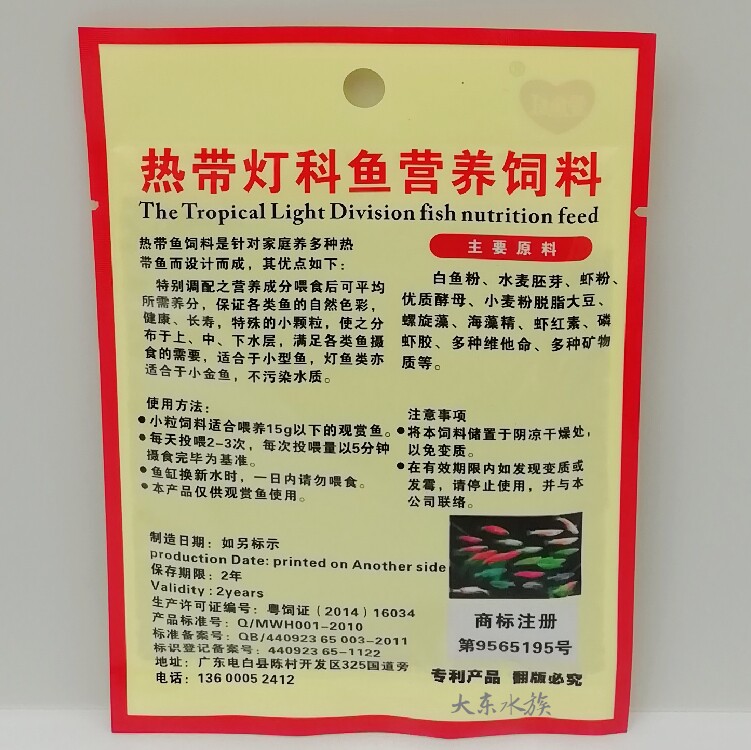 热带灯科鱼营养饲料
The Tropical Light Division fish nutrition feed
热带鱼饲料是针对家庭养多种热
带鱼而设计而成，其优点如下：
特别调配之营养成分喂食后可平均
所需养分，保证各类鱼的自然色彩，
健康、长寿，特殊的小颗粒，使之分
布于上、中、下水层，满足各类鱼摄
食的需要，适合于小型鱼，灯鱼类亦
适合于小金鱼，不污染水质。
主要原料
白鱼粉、水麦胚芽、虾粉、
优质酵母、小麦粉脱脂大豆、
螺旋藻、海藻精、虾红素、磷
虾胶、多种维他命、多种矿物
质等。
使用方法：
●小粒饲料适合喂养15g以下的观赏鱼。
●每天投喂2-3次，每次投喂量以5分钟
摄食完毕为基准。
●鱼缸换新水时，一日内请勿喂食。
●本产品仅供观赏鱼使用。
注意事项
●将本饲料储置于阴凉干燥处，
以免变质。
●在有效期限内如发现变质或
发霉，请停止使用，并与本
公司联络。
制造日期：如另标示
production Date: printed on Another side
保存期限：2年
Validity：2years
生产许可证编号：粤饲证（2014）16034
产品标准号：Q/MWH001-2010
标准备案号：QB/440923 65 003-2011
标识登记备案号：440923 65-1122
地址：广东电白县陈村开发区325国道旁
电话：136 0005 2412
商标注册
第9565195号
专利产品 翻版必究
大东水族